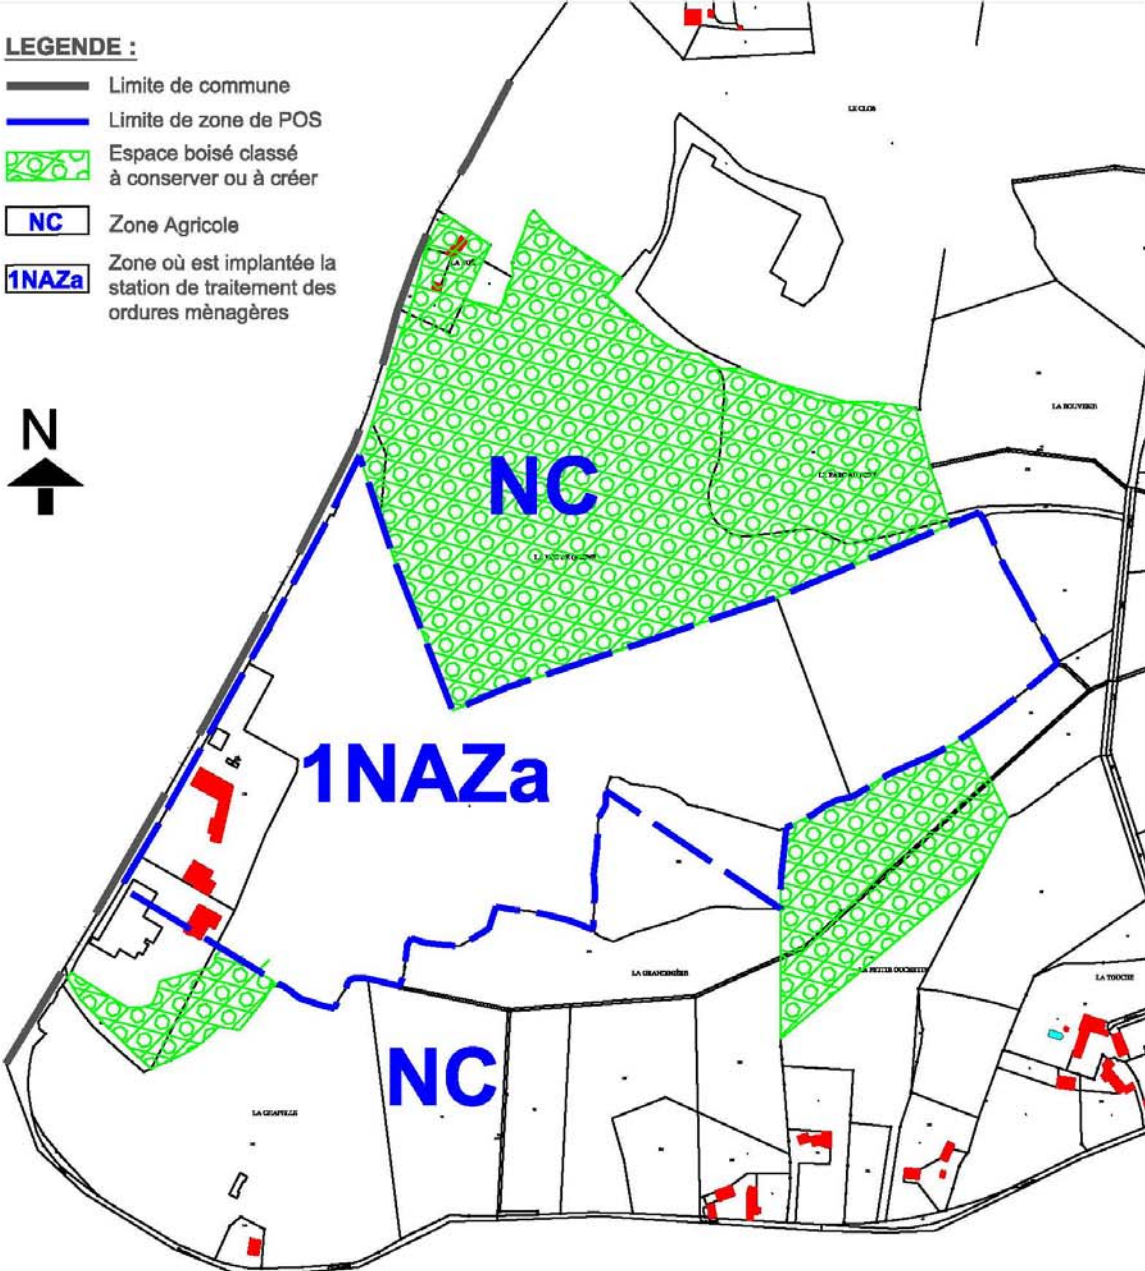 LEGENDE :
Limite de commune
Limite de zone de POS
Espace boisé classé
à conserver ou à créer
NC
Zone Agricole
1NAZa
Zone où est implantée la
station de traitement des
ordures mènagères
N
LE CLOS
LA BOUVERIE
NC
1NAZa
LA GRANDINIÈRE
LA TOUCHE
NC
LA CHAPELLE